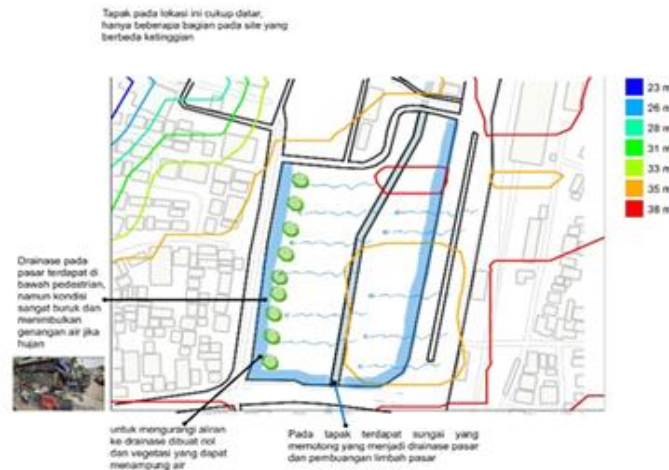 Tapak pada lokasi ini cukup datar,
hanya beberapa bagian pada site yang
berbeda ketinggian
23 m
26 m
28 m
31 m
33 m
35 m
38 m
Drainase pada
pasar terdapat di
bawah pedestrian,
namun kondisi
sangat buruk dan
menimbulkan
genangan air jika
hujan
untuk mengurangi aliran
ke drainase dibuat riol
dan vegetasi yang dapat
menampung air
Pada tapak terdapat sungai yang
memotong yang menjadi drainase pasar
dan pembuangan limbah pasar